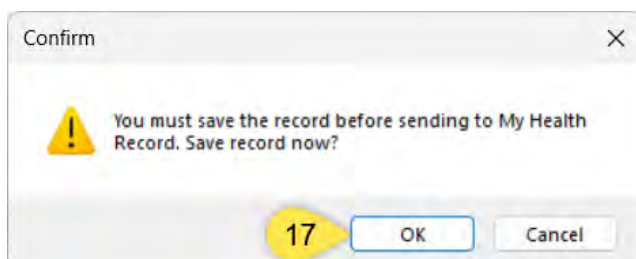 Confirm
You must save the record before sending to My Health
Record. Save record now?
17
OK
Cancel